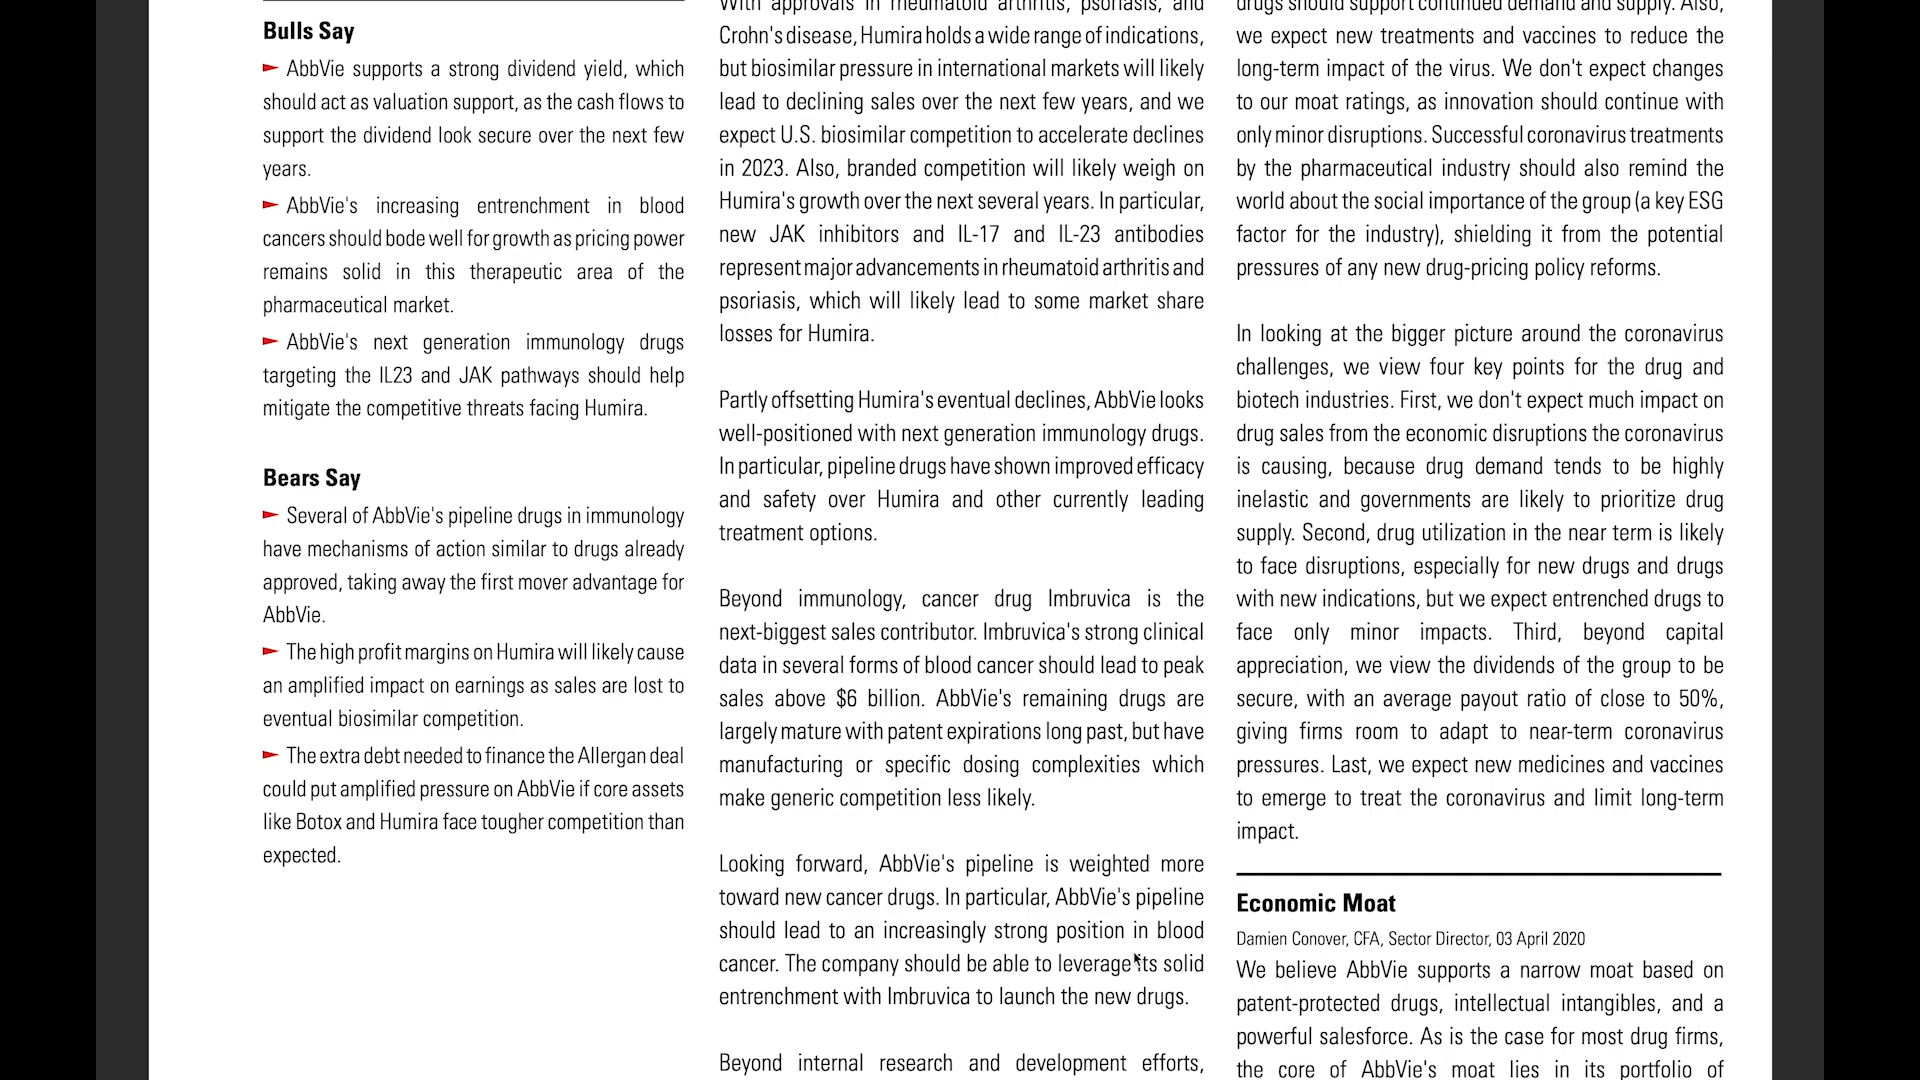 Bulls Say
AbbVie supports a strong dividend yield, which
should act as valuation support, as the cash flows to
support the dividend look secure over the next few
years.
AbbVie's increasing entrenchment in blood
cancers should bode well for growth as pricing power
remains solid in this therapeutic area of the
pharmaceutical market.
AbbVie's next generation immunology drugs
targeting the IL23 and JAK pathways should help
mitigate the competitive threats facing Humira.
Bears Say
Several of AbbVie's pipeline drugs in immunology
have mechanisms of action similar to drugs already
approved, taking away the first mover advantage for
AbbVie.
The high profit margins on Humira will likely cause
an amplified impact on earnings as sales are lost to
eventual biosimilar competition.
The extra debt needed to finance the Allergan deal
could put amplified pressure on AbbVie if core assets
like Botox and Humira face tougher competition than
expected.
With approvals in rheumatoid arthritis, psoriasis, and
Crohn's disease, Humira holds a wide range of indications,
but biosimilar pressure in international markets will likely
lead to declining sales over the next few years, and we
expect U.S. biosimilar competition to accelerate declines
in 2023. Also, branded competition will likely weigh on
Humira's growth over the next several years. In particular,
new JAK inhibitors and IL-17 and IL-23 antibodies
represent major advancements in rheumatoid arthritis and
psoriasis, which will likely lead to some market share
losses for Humira.
Partly offsetting Humira's eventual declines, AbbVie looks
well-positioned with next generation immunology drugs.
In particular, pipeline drugs have shown improved efficacy
and safety over Humira and other currently leading
treatment options.
Beyond immunology, cancer drug Imbruvica is the
next-biggest sales contributor. Imbruvica's strong clinical
data in several forms of blood cancer should lead to peak
sales above $6 billion. AbbVie's remaining drugs are
largely mature with patent expirations long past, but have
manufacturing or specific dosing complexities which
make generic competition less likely.
Looking forward, AbbVie's pipeline is weighted more
toward new cancer drugs. In particular, AbbVie's pipeline
should lead to an increasingly strong position in blood
cancer. The company should be able to leverage its solid
entrenchment with Imbruvica to launch the new drugs.
Beyond internal research and development efforts,
drugs should support continued demand and supply. Also,
we expect new treatments and vaccines to reduce the
long-term impact of the virus. We don't expect changes
to our moat ratings, as innovation should continue with
only minor disruptions. Successful coronavirus treatments
by the pharmaceutical industry should also remind the
world about the social importance of the group (a key ESG
factor for the industry), shielding it from the potential
pressures of any new drug-pricing policy reforms.
In looking at the bigger picture around the coronavirus
challenges, we view four key points for the drug and
biotech industries. First, we don't expect much impact on
drug sales from the economic disruptions the coronavirus
is causing, because drug demand tends to be highly
inelastic and governments are likely to prioritize drug
supply. Second, drug utilization in the near term is likely
to face disruptions, especially for new drugs and drugs
with new indications, but we expect entrenched drugs to
face only minor impacts. Third, beyond capital
appreciation, we view the dividends of the group to be
secure, with an average payout ratio of close to 50%,
giving firms room to adapt to near-term coronavirus
pressures. Last, we expect new medicines and vaccines
to emerge to treat the coronavirus and limit long-term
impact.
Economic Moat
Damien Conover, CFA, Sector Director, 03 April 2020
We believe AbbVie supports a narrow moat based on
patent-protected drugs, intellectual intangibles, and a
powerful salesforce. As is the case for most drug firms,
the core of AbbVie's moat lies in its portfolio of